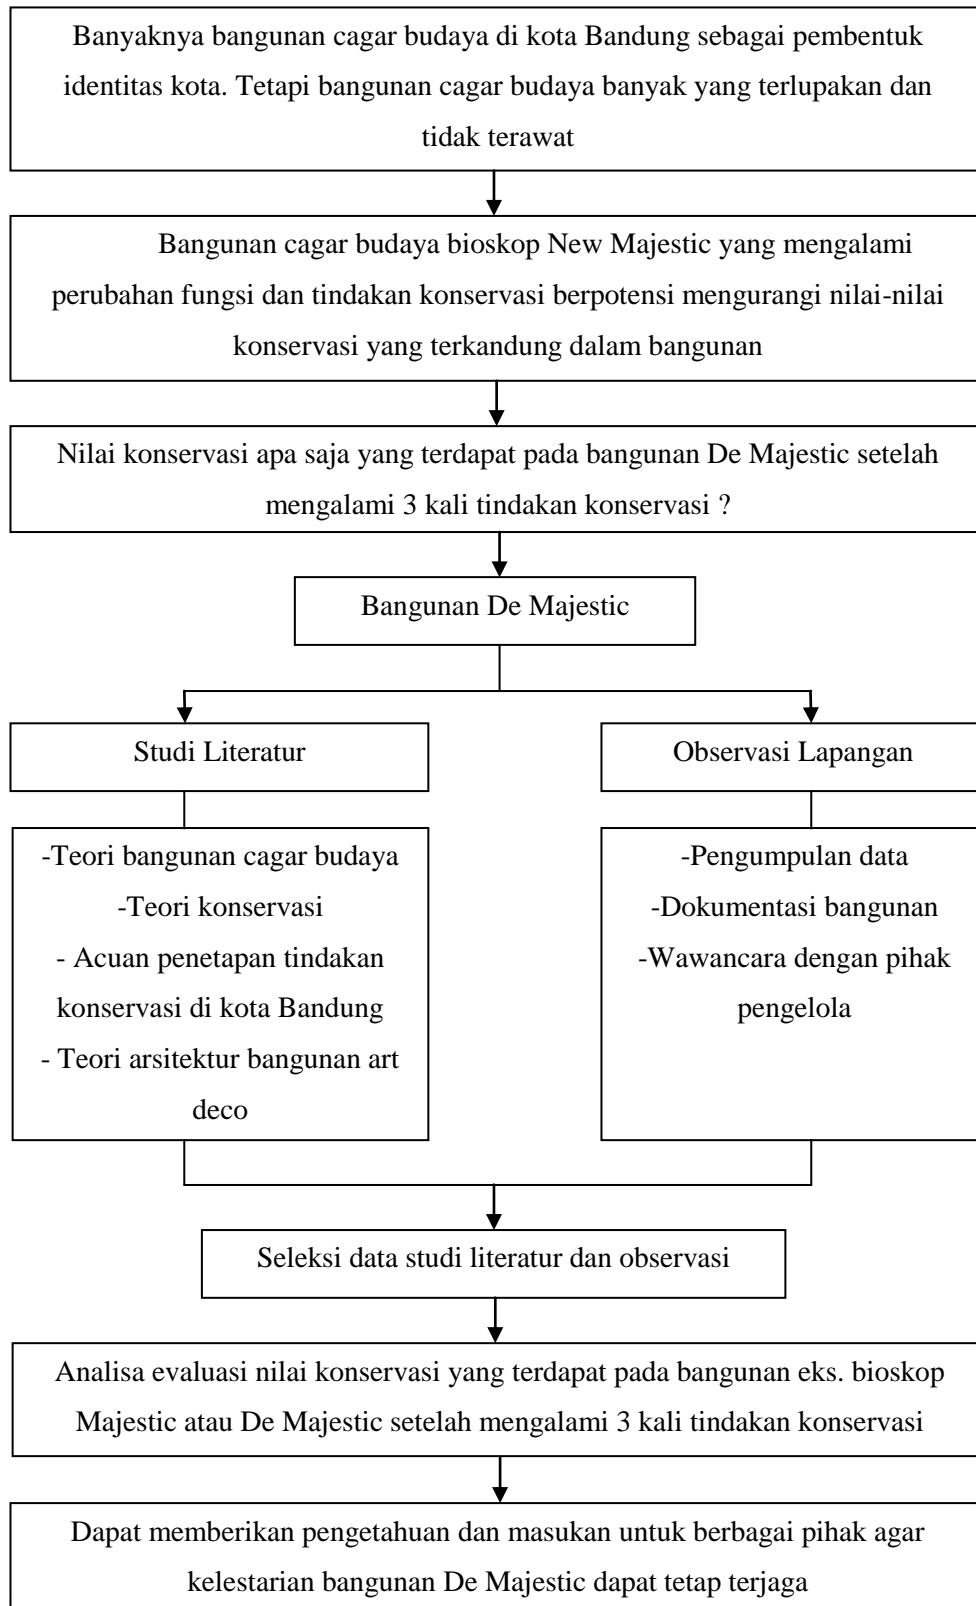 Banyaknya bangunan cagar budaya di kota Bandung sebagai pembentuk
identitas kota. Tetapi bangunan cagar budaya banyak yang terlupakan dan
tidak terawat
Bangunan cagar budaya bioskop New Majestic yang mengalami
perubahan fungsi dan tindakan konservasi berpotensi mengurangi nilai-nilai
konservasi yang terkandung dalam bangunan
Nilai konservasi apa saja yang terdapat pada bangunan De Majestic setelah
mengalami 3 kali tindakan konservasi ?
Bangunan De Majestic
Studi Literatur
-Teori bangunan cagar budaya
-Teori konservasi
- Acuan penetapan tindakan
konservasi di kota Bandung
- Teori arsitektur bangunan art
deco
Observasi Lapangan
-Pengumpulan data
-Dokumentasi bangunan
-Wawancara dengan pihak
pengelola
Seleksi data studi literatur dan observasi
Analisa evaluasi nilai konservasi yang terdapat pada bangunan eks. bioskop
Majestic atau De Majestic setelah mengalami 3 kali tindakan konservasi
Dapat memberikan pengetahuan dan masukan untuk berbagai pihak agar
kelestarian bangunan De Majestic dapat tetap terjaga